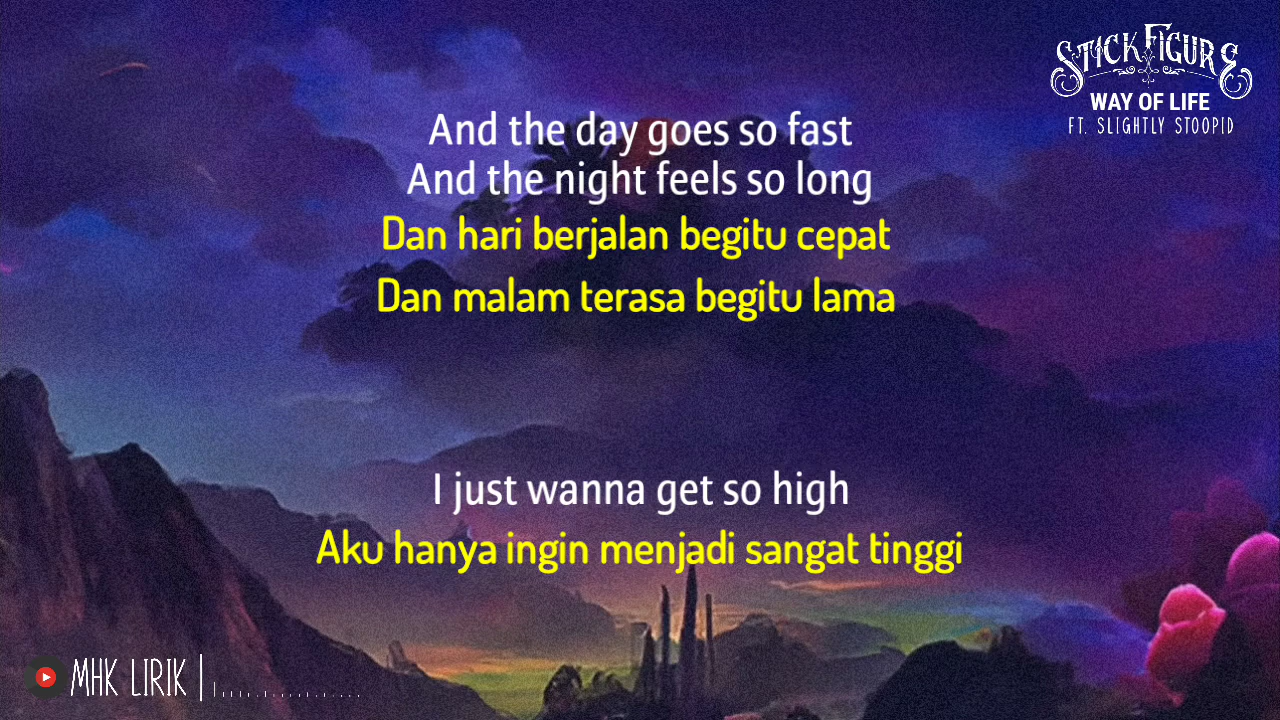 STICK FIGURE
WAY OF LIFE
FT. SLIGHTLY STOOPID
And the day goes so fast
And the night feels so long
Dan hari berjalan begitu cepat
Dan malam terasa begitu lama
I just wanna get so high
Aku hanya ingin menjadi sangat tinggi
MHK LIRIK